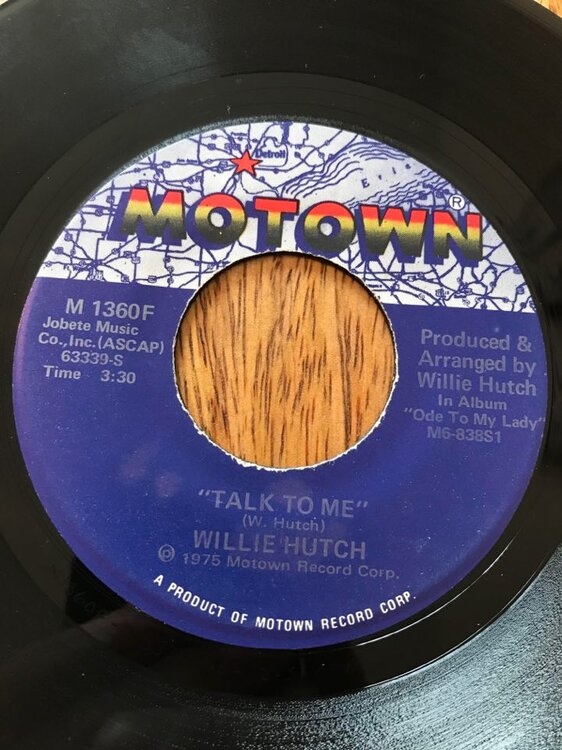 Detroit
Erie
MOTOWN®
M 1360F
Jobete Music
Co.,Inc.(ASCAP)
63339-S
Time 3:30
Produced &
Arranged by
Willie Hutch
In Album
"Ode To My Lady"
M6-838S1
"TALK TO ME"
(W. Hutch)
WILLIE HUTCH
℗ 1975 Motown Record Corp.
A PRODUCT OF MOTOWN RECORD CORP.